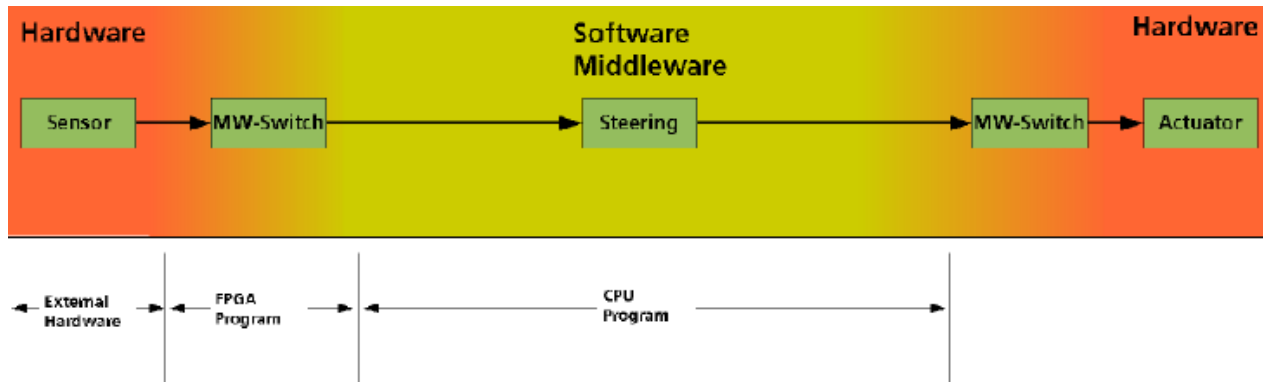 Hardware
Software
Middleware
Hardware
Sensor
MW-Switch
Steering
MW-Switch
Actuator
External
Hardware
FPGA
Program
CPU
Program